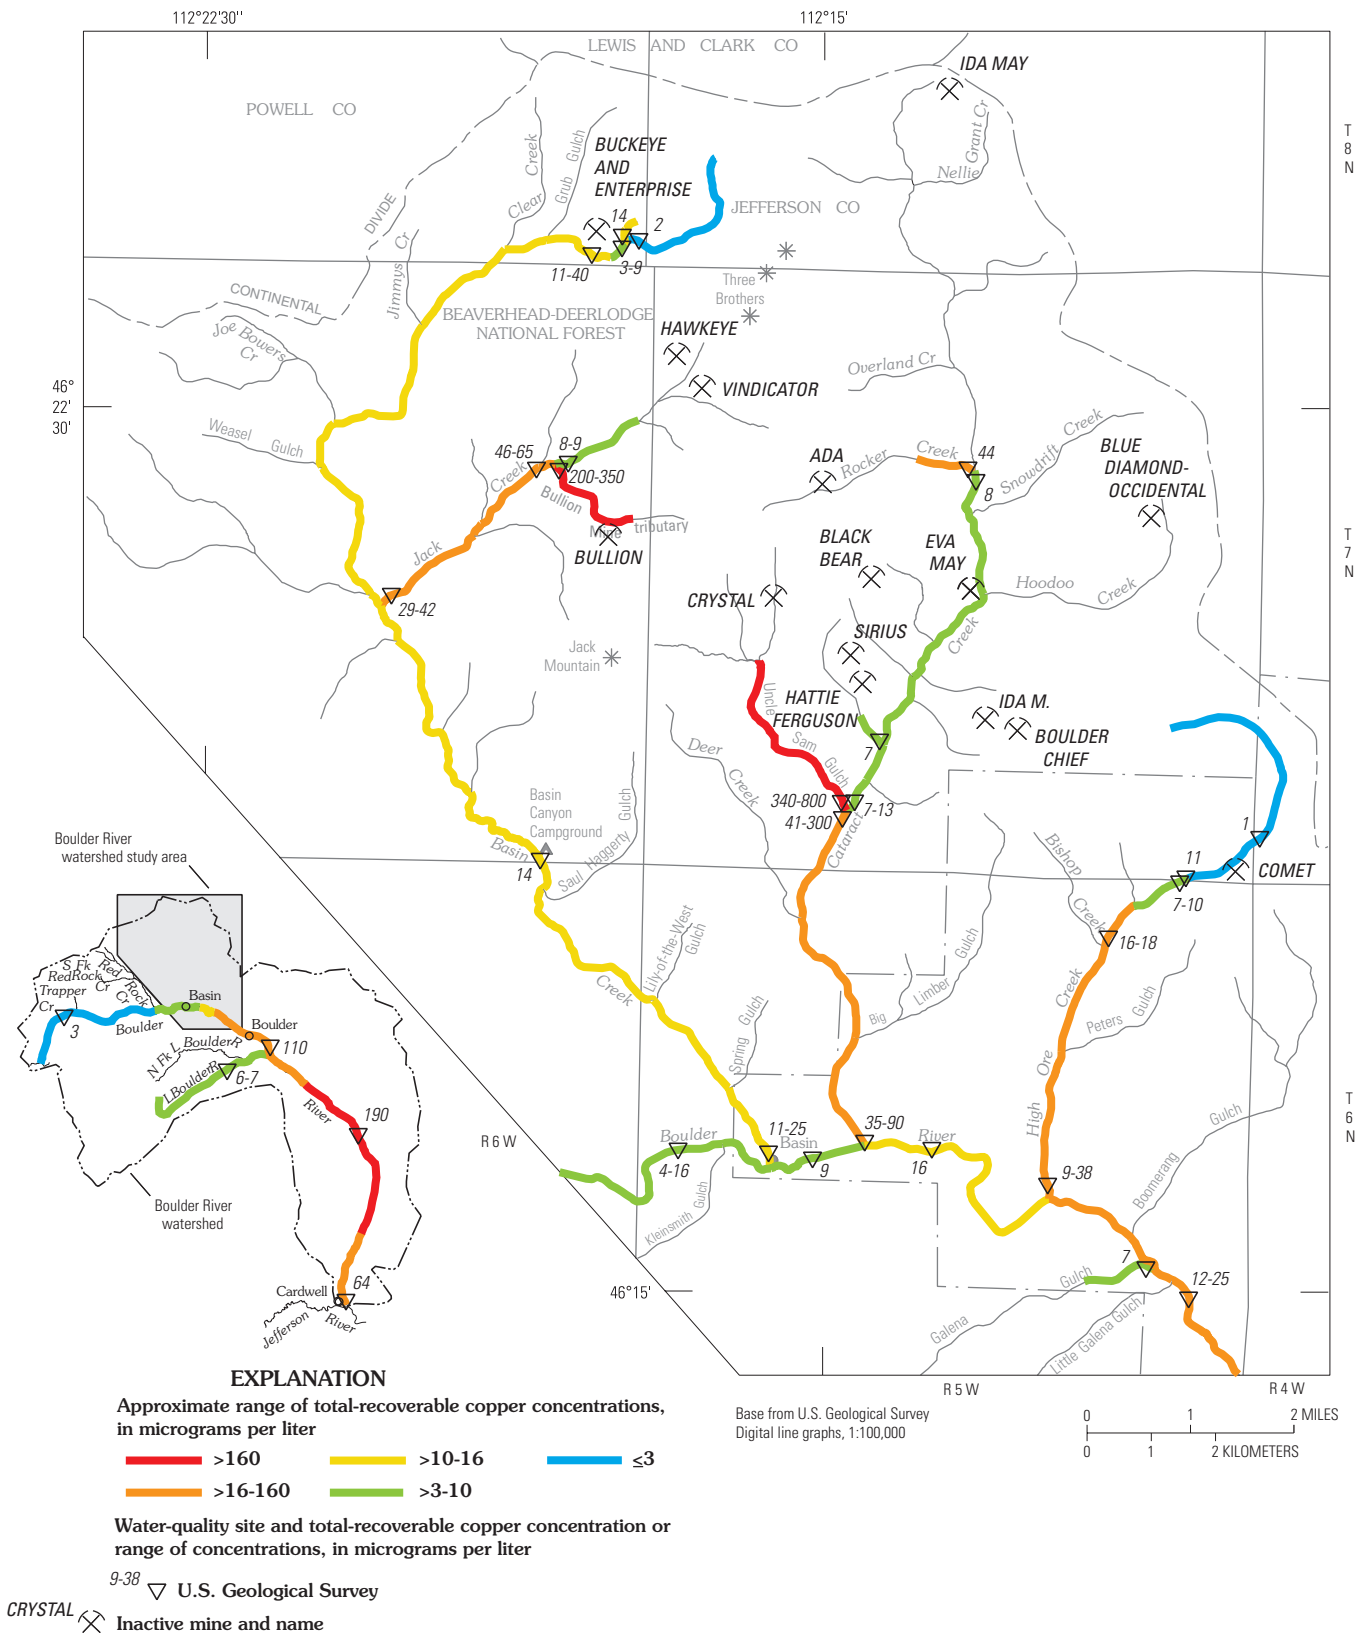 112°22'30''
112°15'
LEWIS AND CLARK CO
IDA MAY
POWELL CO
T
8
N
Grant Cr
Nellie
BUCKEYE
AND
ENTERPRISE
Creek
Clear
Grub Gulch
14
2
JEFFERSON CO
DIVIDE
Jimmys Cr
11-40
3-9
CONTINENTAL
Three
Brothers
BEAVERHEAD-DEERLODGE
NATIONAL FOREST
Joe Bowers
Cr
HAWKEYE
VINDICATOR
Overland Cr
46°
22'
30'
Weasel Gulch
46-65
8-9
200-350
Creek
Bullion
Mine tributary
BULLION
Jack
29-42
ADA
Rocker Creek
44
8
Snowdrift Creek
BLUE
DIAMOND-
OCCIDENTAL
BLACK
BEAR
EVA
MAY
T
7
N
Hoodoo
Creek
CRYSTAL
SIRIUS
Creek
Jack
Mountain
HATTIE
FERGUSON
Uncle
Sam
Gulch
IDA M.
BOULDER
CHIEF
7
Deer
Creek
340-800
7-13
41-300
Cataract
Basin
Canyon
Campground
Saul Haggerty Gulch
Basin
14
Bishop
Creek
1
11
COMET
7-10
16-18
Boulder River
watershed study area
Lily-of-the-West
Gulch
Creek
Big Limber Gulch
Creek
Peters Gulch
Ore
High
S Fk
RedRock
Cr
Red
Rock
Cr
Trapper
Cr
Basin
3
Boulder
Boulder
BoulderR
N Fk L
110
LBoulderR
6-7
River
190
Spring Gulch
R 6 W
Boulder
4-16
11-25
Basin
9
35-90
River
16
9-38
Gulch
Boomerang
T
6
N
Kleinsmith Gulch
Boulder River
watershed
7
12-25
Gulch
Galena
Little Galena Gulch
46°15'
Cardwell
64
Jefferson
River
R 5 W
R 4 W
EXPLANATION
Approximate range of total-recoverable copper concentrations,
in micrograms per liter
>160
>10-16
≤3
>16-160
>3-10
Water-quality site and total-recoverable copper concentration or
range of concentrations, in micrograms per liter
9-38
U.S. Geological Survey
CRYSTAL
Inactive mine and name
Base from U.S. Geological Survey
Digital line graphs, 1:100,000
0 1 2 MILES
0 1 2 KILOMETERS